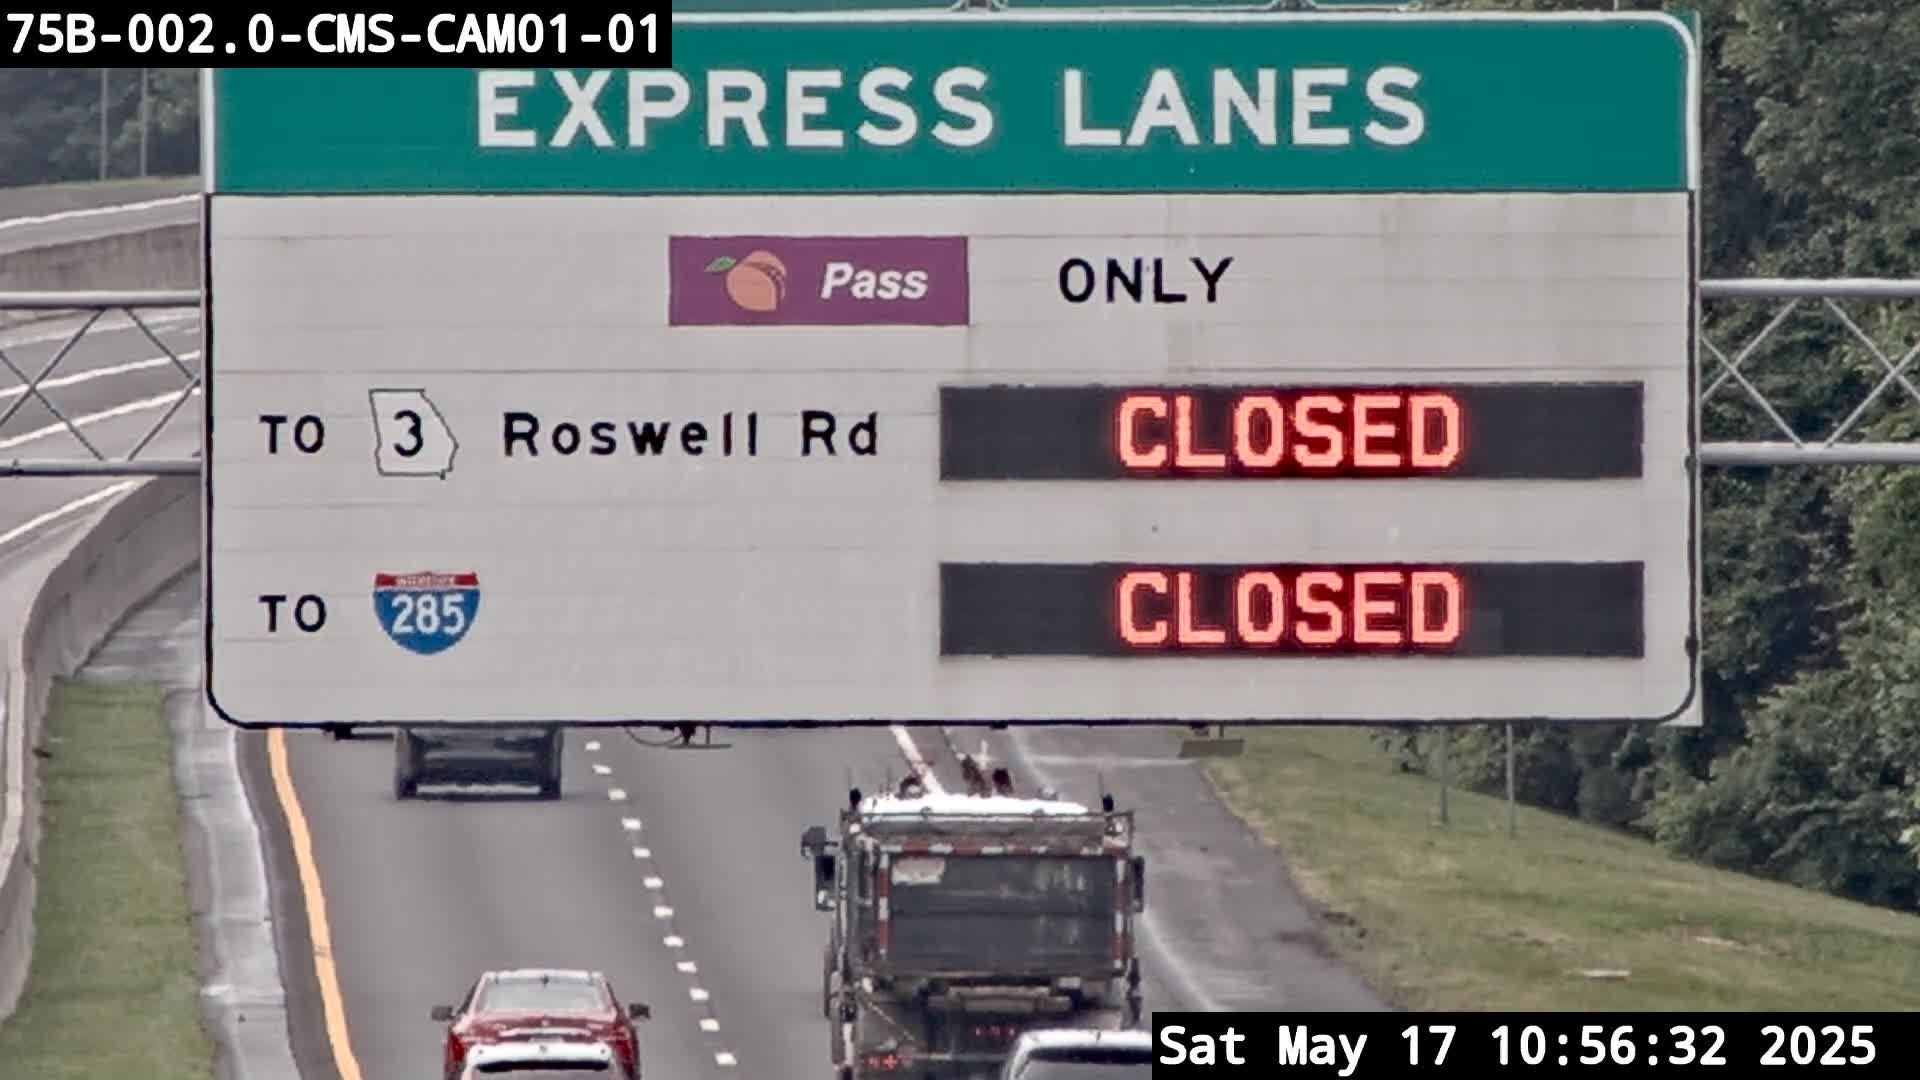 75B-002.0-CMS-CAM01-01
EXPRESS LANES
Pass ONLY
TO 3 Roswell Rd CLOSED
TO INTERSTATE 285 CLOSED
Sat May 17 10:56:32 2025